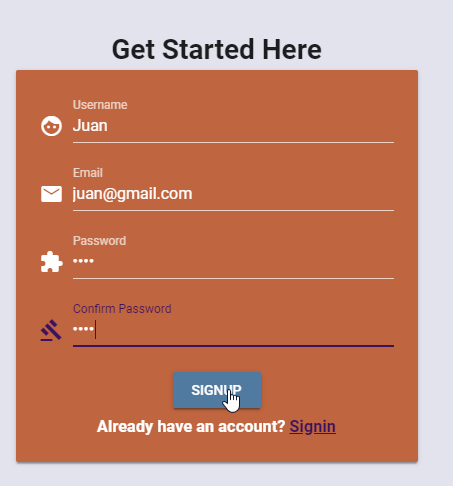 Get Started Here
Username
Juan
Email
juan@gmail.com
Password
••••
Confirm Password
••••
SIGNUP
Already have an account? Signin